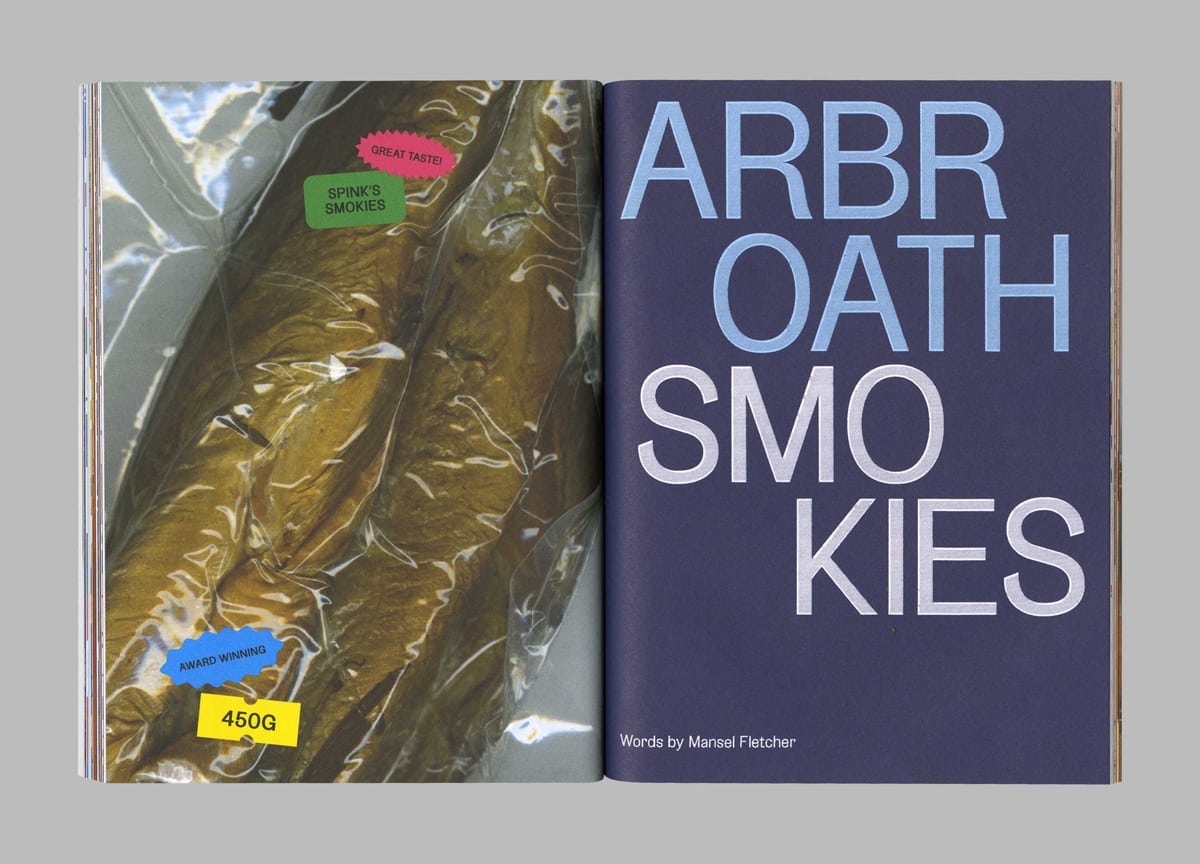 GREAT TASTE!
SPINK'S
SMOKIES
AWARD WINNING
450G
ARBR
OATH
SMO
KIES
Words by Mansel Fletcher